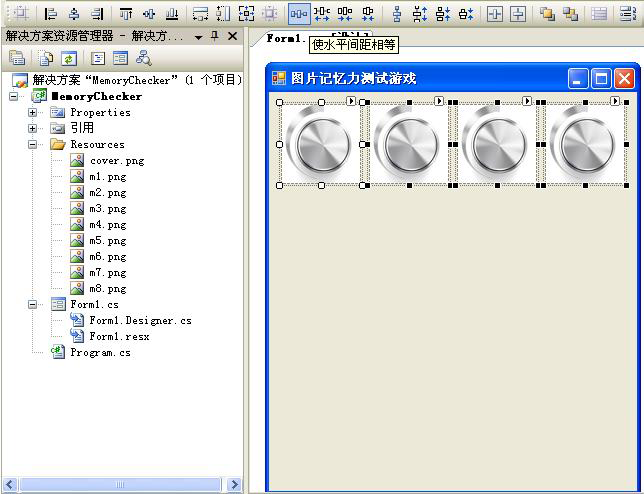 解决方案资源管理器 - 解决方...
Form1.
使水平间距相等
解决方案“MemoryChecker”(1 个项目)
MemoryChecker
Properties
引用
Resources
cover.png
m1.png
m2.png
m3.png
m4.png
m5.png
m6.png
m7.png
m8.png
Form1.cs
Form1.Designer.cs
Form1.resx
Program.cs
图片记忆力测试游戏